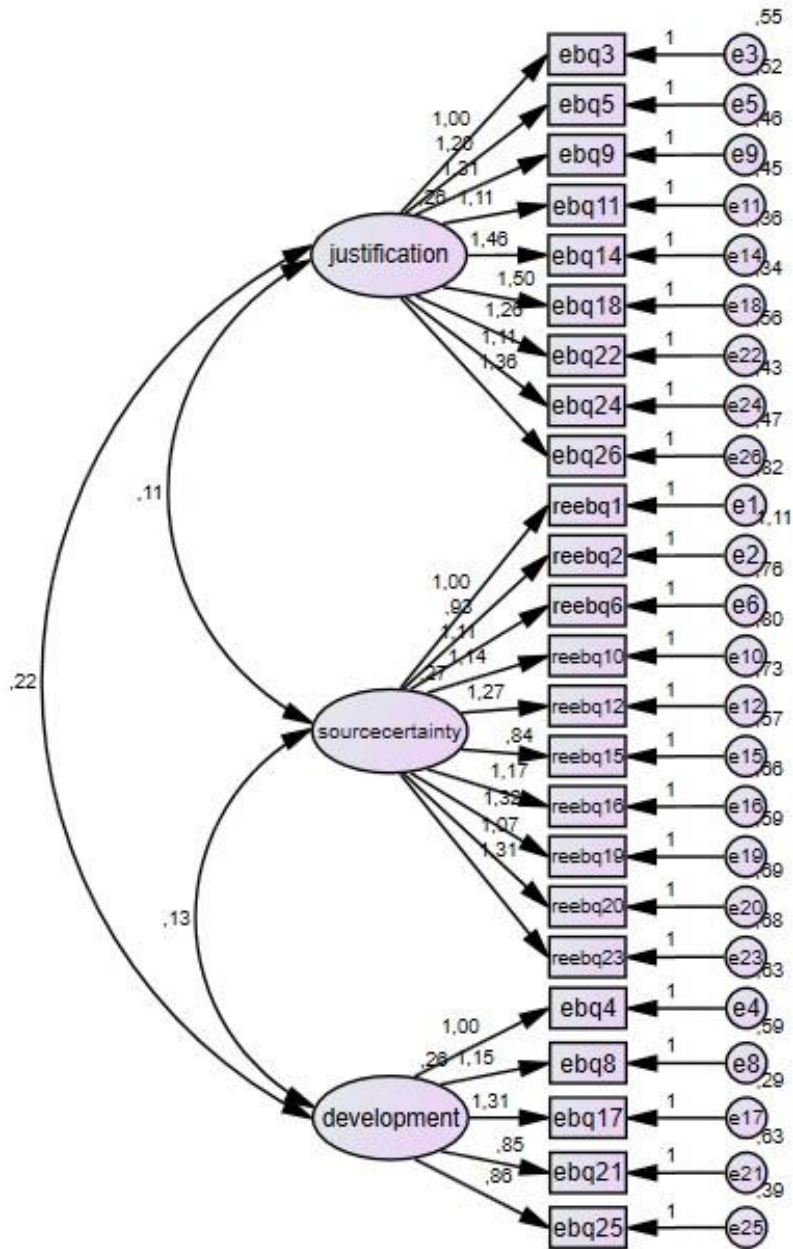 ,55
ebq3 1 e3
,52
1,00 ebq5 1 e5
,46
1,20 ebq9 1 e9
,45
1,31
,26 1,11 ebq11 1 e11
,36
justification 1,46 ebq14 1 e14
,34
1,50 ebq18 1 e18
,56
1,26 ebq22 1 e22
,43
1,11 ebq24 1 e24
,47
1,36 ebq26 1 e26
,82
,11 reebq1 1 e1
1,11
1,00 reebq2 1 e2
,76
,93 reebq6 1 e6
,80
1,11
,27 1,14 reebq10 1 e10
,73
,22 1,27 reebq12 1 e12
,57
sourcecertainty ,84 reebq15 1 e15
,66
1,17 reebq16 1 e16
,59
1,32 reebq19 1 e19
,69
1,07 reebq20 1 e20
,68
1,31 reebq23 1 e23
,63
,13 1,00 ebq4 1 e4
,59
,26 1,15 ebq8 1 e8
,29
development 1,31 ebq17 1 e17
,63
,85 ebq21 1 e21
,39
,86 ebq25 1 e25